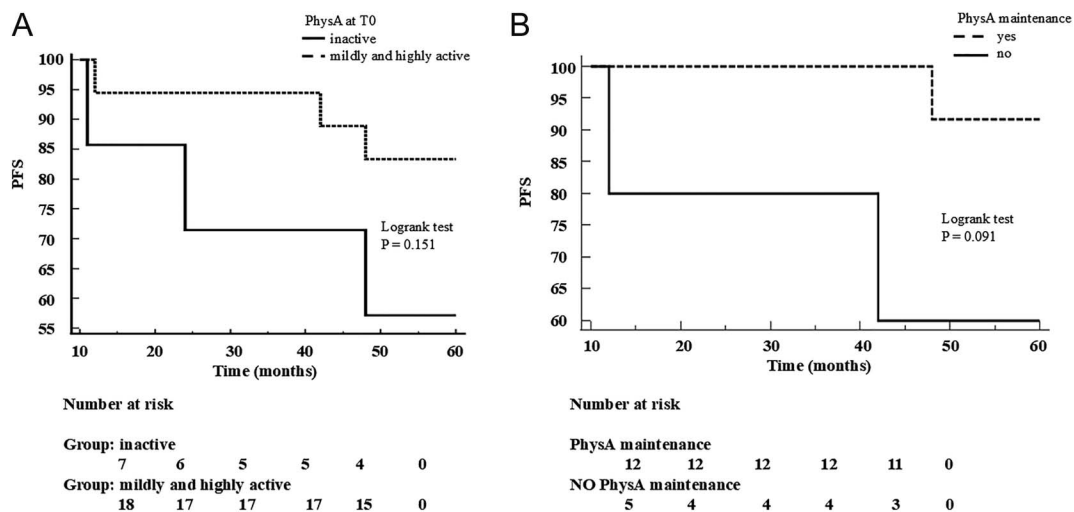 A
PhysA at T0
inactive
mildly and highly active
100
95
90
85
80
75
70
65
60
55
PFS
Logrank test
P = 0.151
10 20 30 40 50 60
Time (months)
Number at risk
Group: inactive
7 6 5 5 4 0
Group: mildly and highly active
18 17 17 17 15 0
B
PhysA maintenance
yes
no
100
95
90
85
80
75
70
65
60
PFS
Logrank test
P = 0.091
10 20 30 40 50 60
Time (months)
Number at risk
PhysA maintenance
12 12 12 12 11 0
NO PhysA maintenance
5 4 4 4 3 0